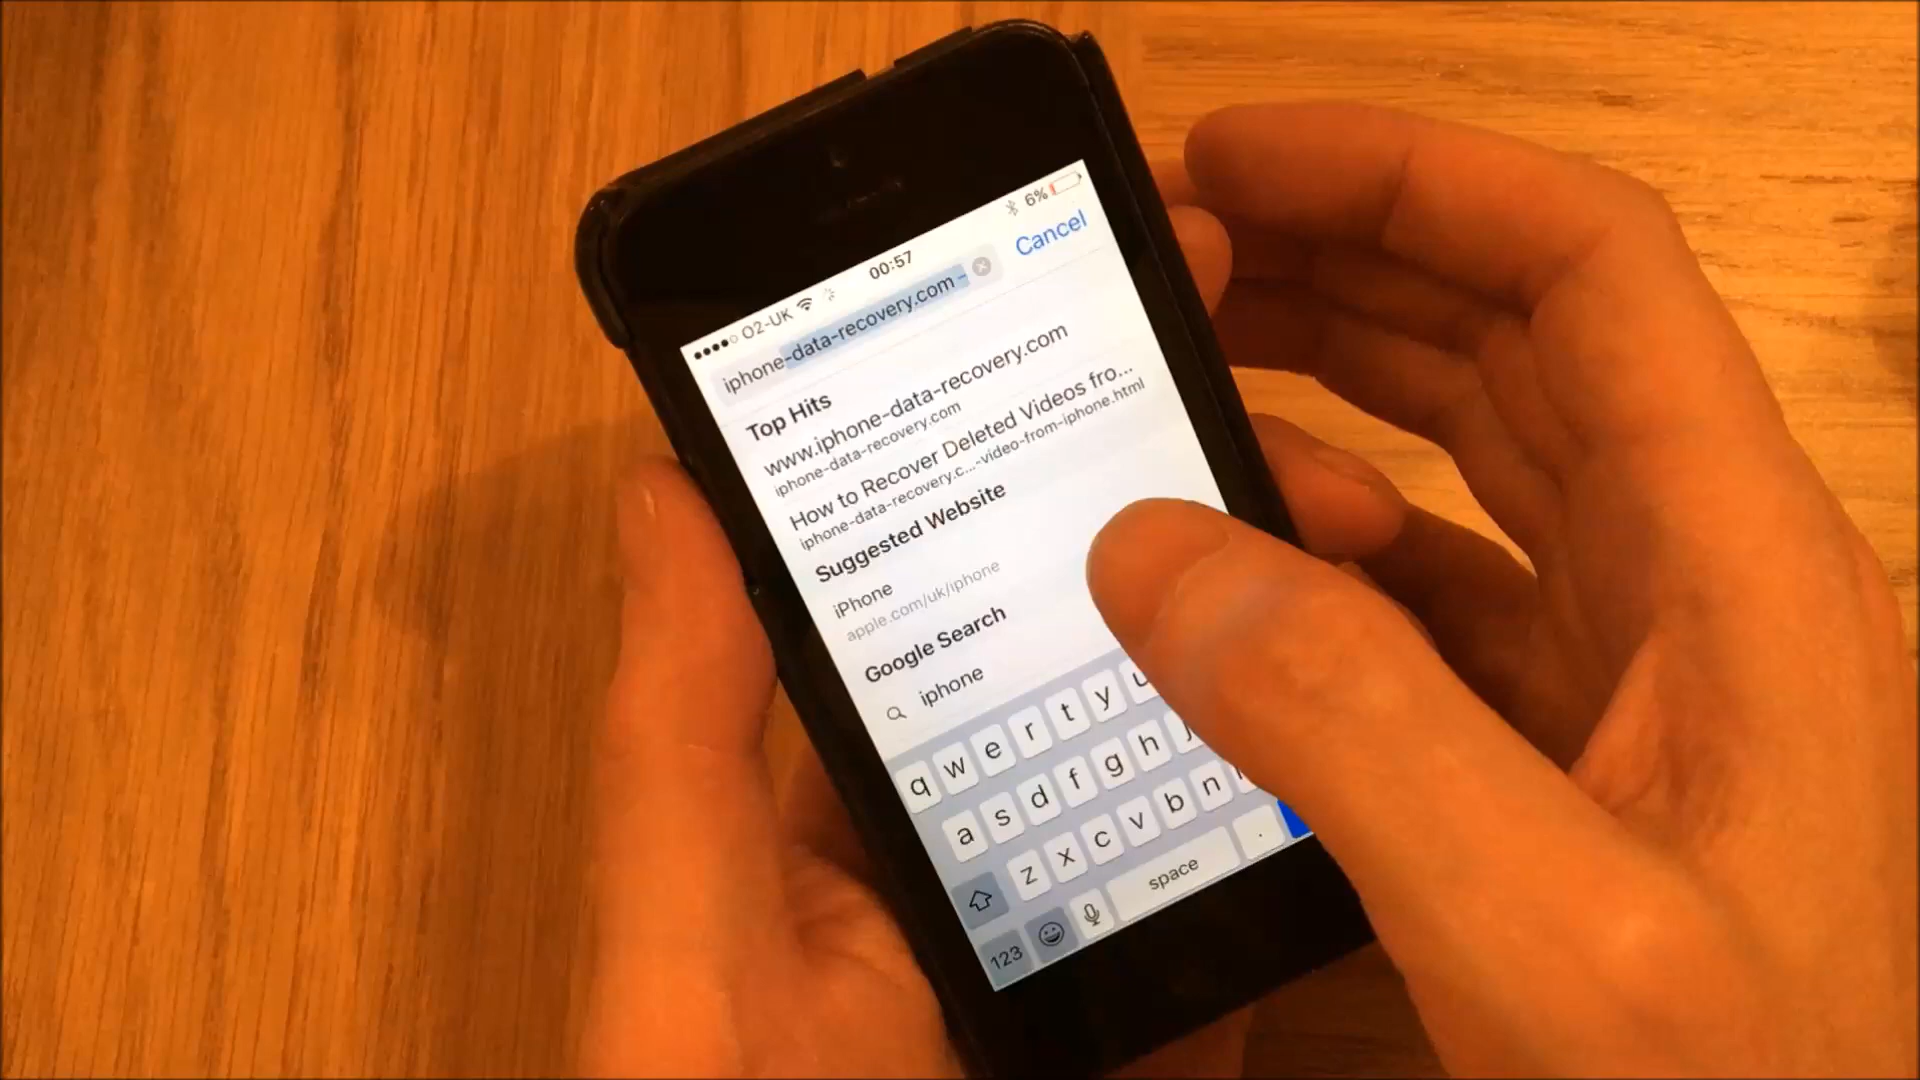 O2-UK 00:57 6%
iphone-data-recovery.com – Cancel
Top Hits
www.iphone-data-recovery.com
iphone-data-recovery.com
How to Recover Deleted Videos fro...
iphone-data-recovery.c...-video-from-iphone.html
Suggested Website
iPhone
apple.com/uk/iphone
Google Search
iphone
q w e r t y u
a s d f g h j
z x c v b n
123 space .